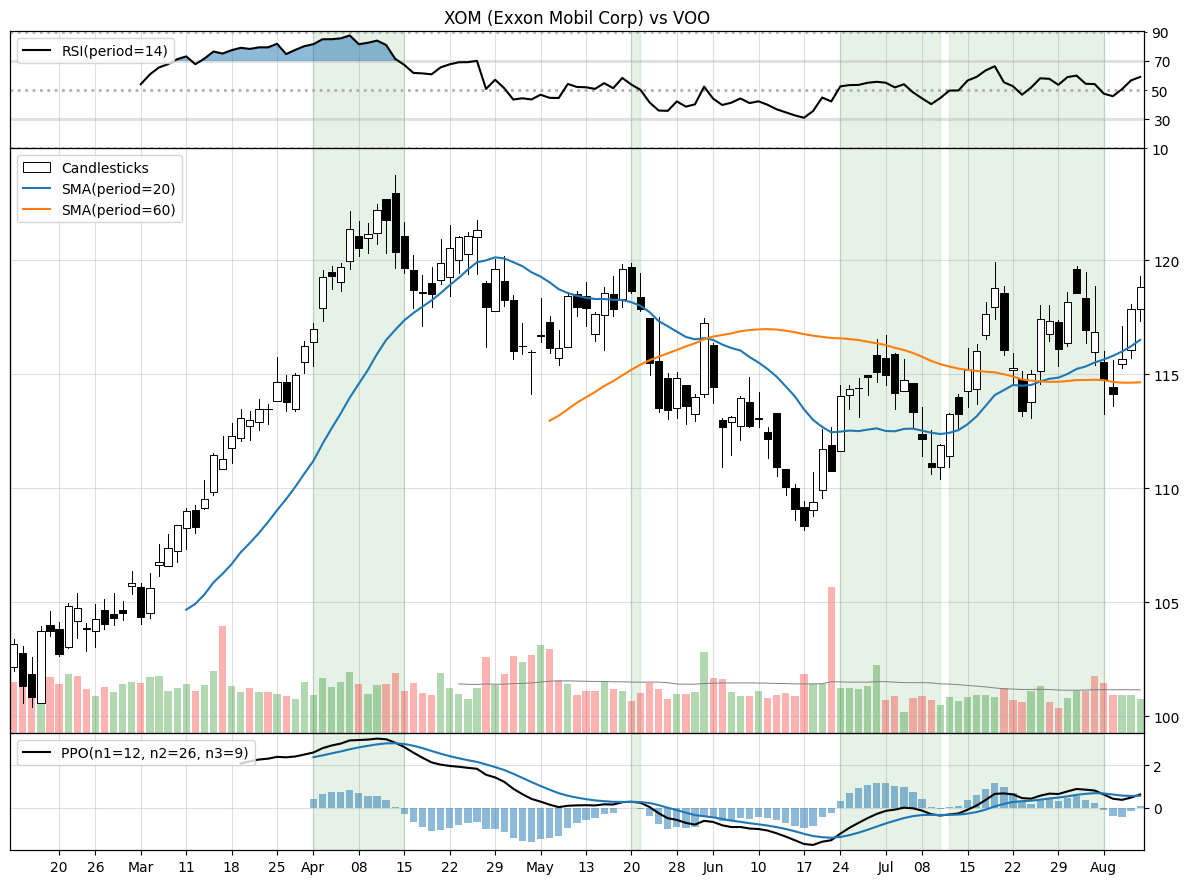 XOM (Exxon Mobil Corp) vs VOO
RSI(period=14)
90
70
50
30
10
Candlesticks
SMA(period=20)
SMA(period=60)
120
115
110
105
100
PPO(n1=12, n2=26, n3=9)
2
0
20 26 Mar 11 18 25 Apr 08 15 22 29 May 13 20 28 Jun 10 17 24 Jul 08 15 22 29 Aug